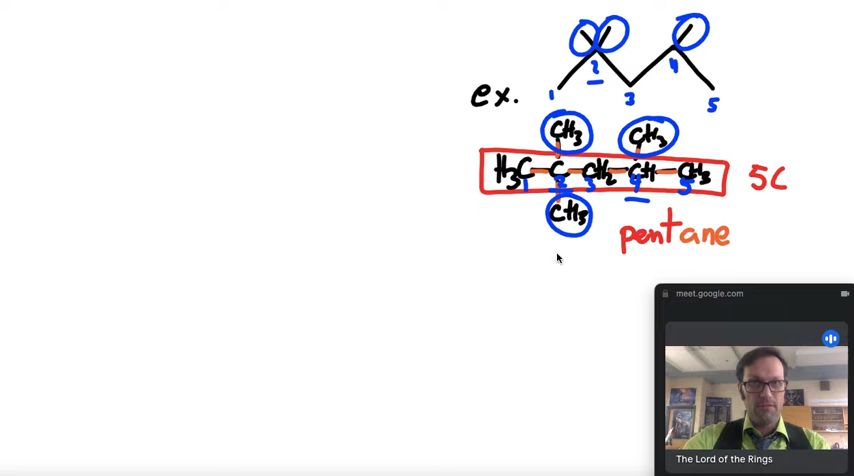 2
4
ex.
1
3
5
CH3
CH3
H3C-C-CH2-CH-CH3
1 2 3 4 5
5C
CH3
pentane
meet.google.com
The Lord of the Rings